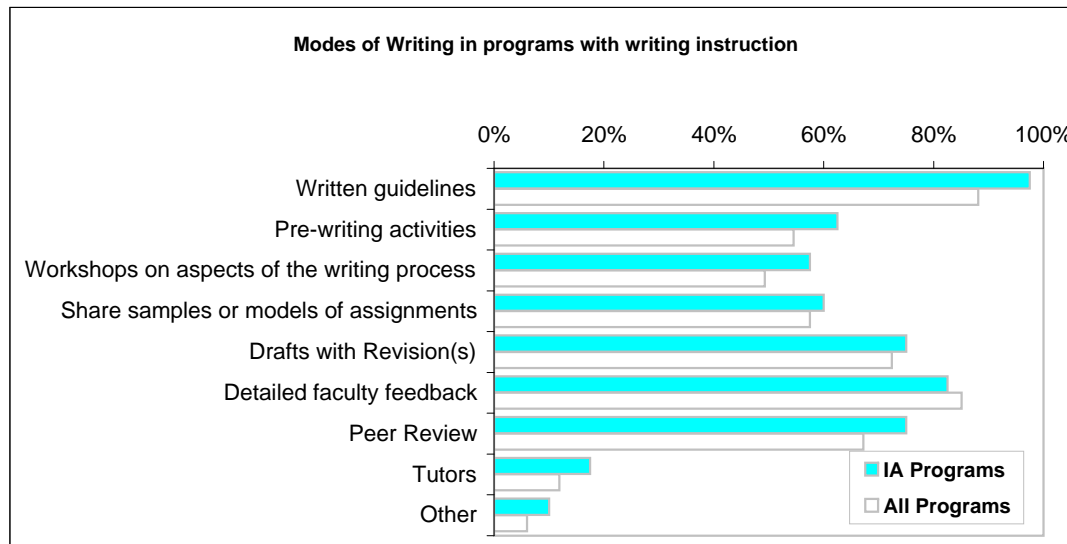 Modes of Writing in programs with writing instruction
0% 20% 40% 60% 80% 100%
Written guidelines
Pre-writing activities
Workshops on aspects of the writing process
Share samples or models of assignments
Drafts with Revision(s)
Detailed faculty feedback
Peer Review
Tutors
Other
IA Programs
All Programs